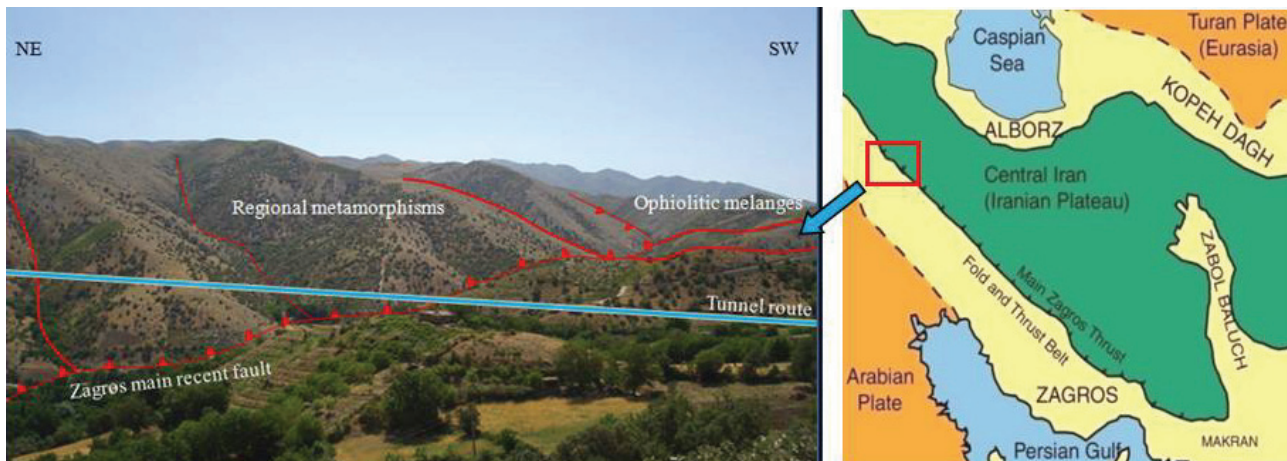 NE
SW
Regional metamorphisms
Ophiolitic melanges
Tunnel route
Zagros main recent fault
Caspian
Sea
Turan Plate
(Eurasia)
KOPEH DAGH
ALBORZ
Central Iran
(Iranian Plateau)
ZABOL BALUCH
Main Zagros Thrust
Fold and Thrust Belt
Arabian
Plate
ZAGROS
MAKRAN
Persian Gulf